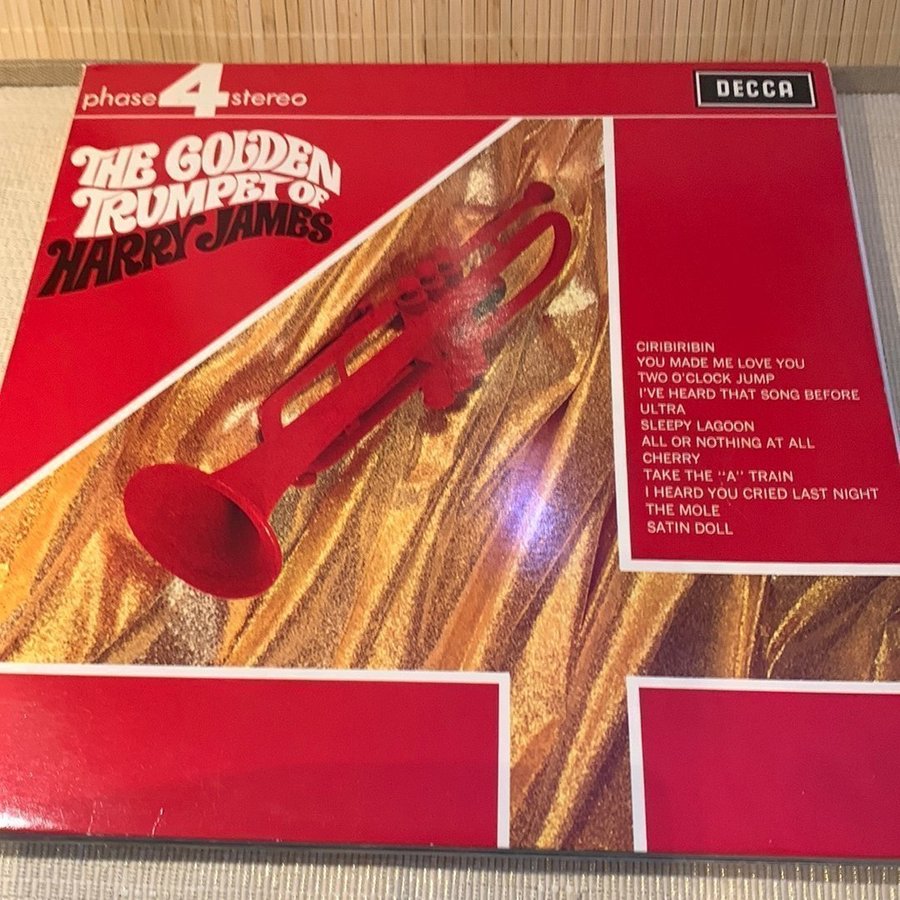 phase 4 stereo
DECCA
THE GOLDEN
TRUMPET OF
HARRY JAMES
CIRIBIRIBIN
YOU MADE ME LOVE YOU
TWO O'CLOCK JUMP
I'VE HEARD THAT SONG BEFORE
ULTRA
SLEEPY LAGOON
ALL OR NOTHING AT ALL
CHERRY
TAKE THE "A" TRAIN
I HEARD YOU CRIED LAST NIGHT
THE MOLE
SATIN DOLL